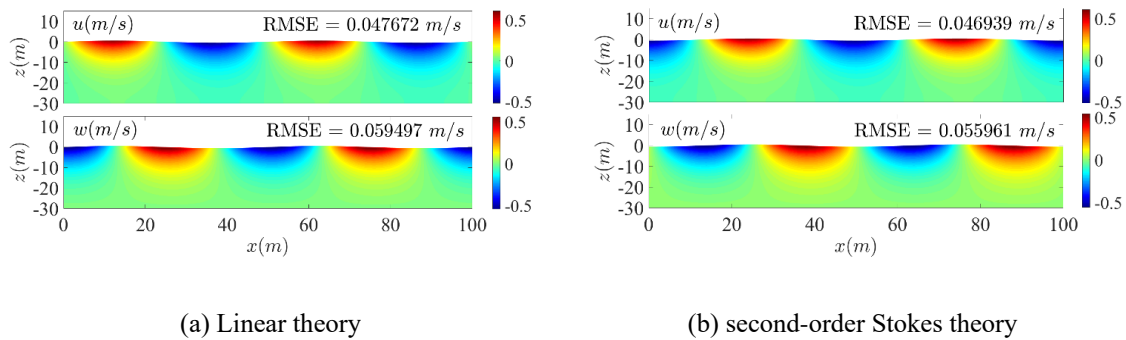 u(m/s) RMSE = 0.047672 m/s
10
0
-10
-20
-30
z(m)
0.5
0
-0.5
w(m/s) RMSE = 0.059497 m/s
10
0
-10
-20
-30
z(m)
0.5
0
-0.5
0 20 40 60 80 100
x(m)
(a) Linear theory
u(m/s) RMSE = 0.046939 m/s
10
0
-10
-20
-30
z(m)
0.5
0
-0.5
w(m/s) RMSE = 0.055961 m/s
10
0
-10
-20
-30
z(m)
0.5
0
-0.5
0 20 40 60 80 100
x(m)
(b) second-order Stokes theory